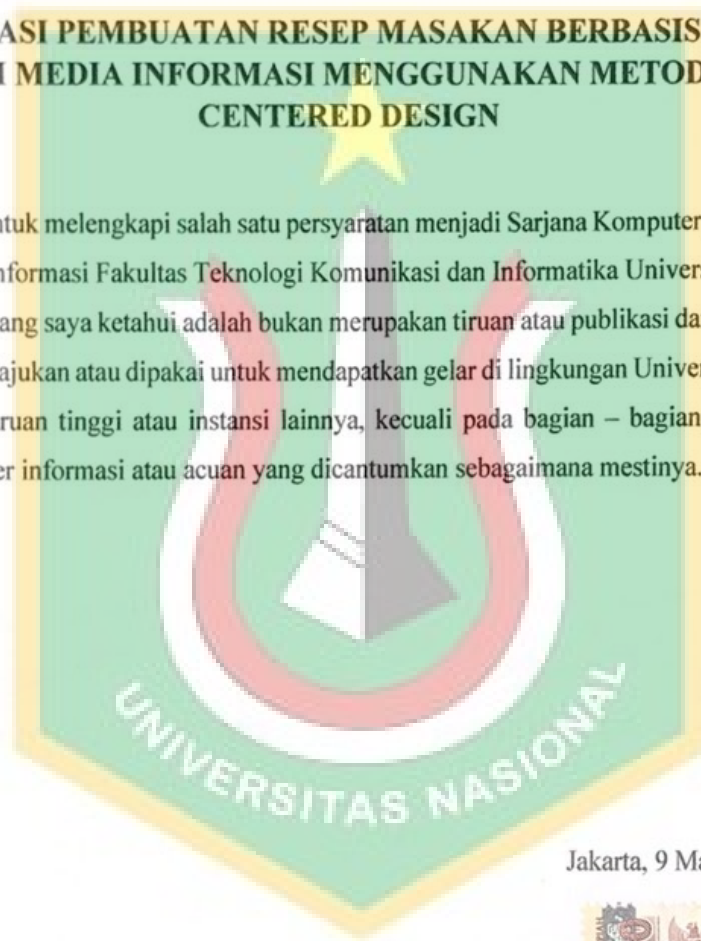 ASI PEMBUATAN RESEP MASAKAN BERBASIS
MEDIA INFORMASI MENGGUNAKAN METOD
CENTERED DESIGN
tuk melengkapi salah satu persyaratan menjadi Sarjana Komputer
nformasi Fakultas Teknologi Komunikasi dan Informatika Univer
ang saya ketahui adalah bukan merupakan tiruan atau publikasi da
ajukan atau dipakai untuk mendapatkan gelar di lingkungan Univer
ruan tinggi atau instansi lainnya, kecuali pada bagian – bagian
er informasi atau acuan yang dicantumkan sebagaimana mestinya.
UNIVERSITAS NASIONAL
Jakarta, 9 Ma